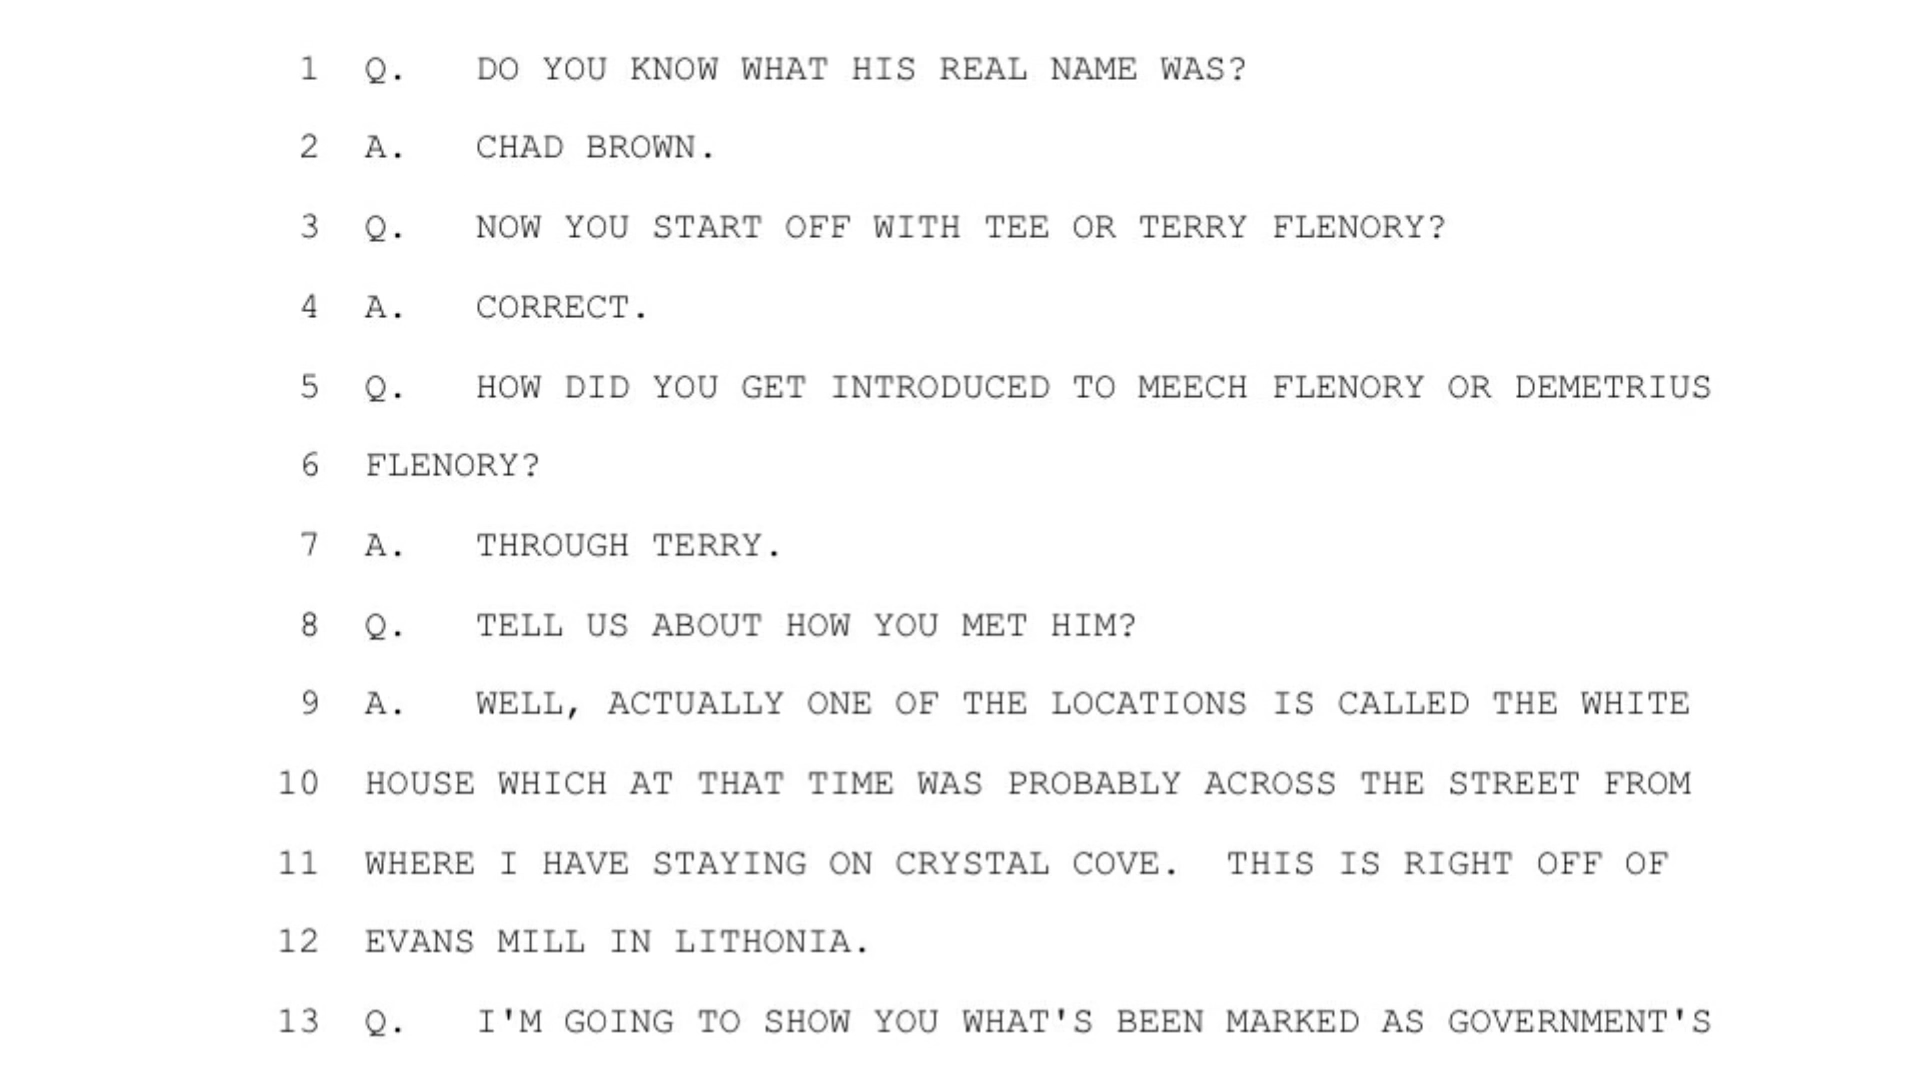 1 Q. DO YOU KNOW WHAT HIS REAL NAME WAS?
2 A. CHAD BROWN.
3 Q. NOW YOU START OFF WITH TEE OR TERRY FLENORY?
4 A. CORRECT.
5 Q. HOW DID YOU GET INTRODUCED TO MEECH FLENORY OR DEMETRIUS
6 FLENORY?
7 A. THROUGH TERRY.
8 Q. TELL US ABOUT HOW YOU MET HIM?
9 A. WELL, ACTUALLY ONE OF THE LOCATIONS IS CALLED THE WHITE
10 HOUSE WHICH AT THAT TIME WAS PROBABLY ACROSS THE STREET FROM
11 WHERE I HAVE STAYING ON CRYSTAL COVE. THIS IS RIGHT OFF OF
12 EVANS MILL IN LITHONIA.
13 Q. I'M GOING TO SHOW YOU WHAT'S BEEN MARKED AS GOVERNMENT'S